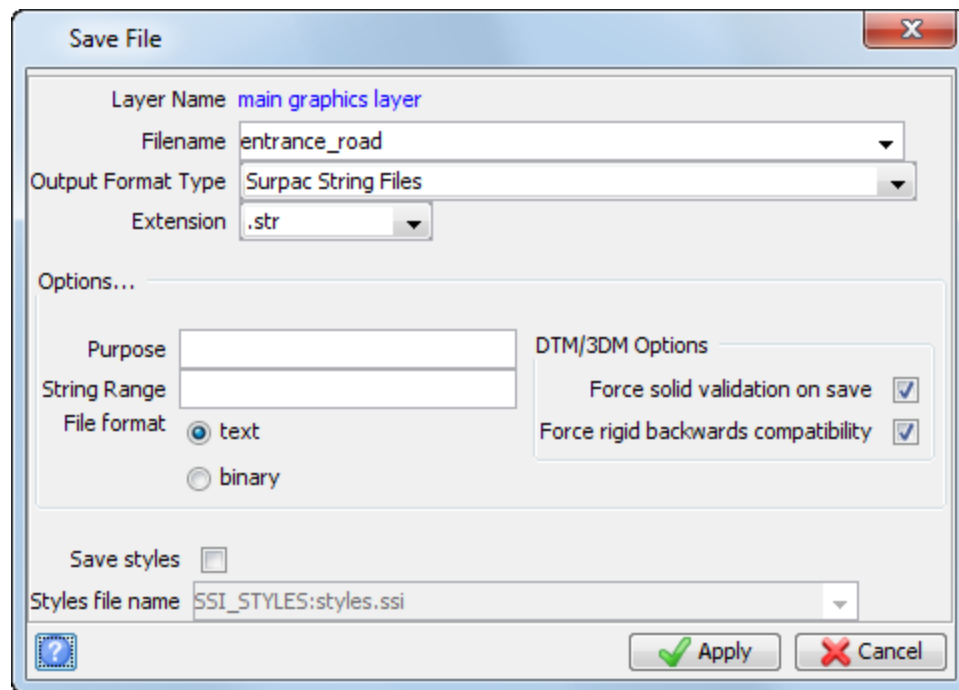 Save File
Layer Name main graphics layer
Filename entrance_road
Output Format Type Surpac String Files
Extension .str
Options...
Purpose
String Range
File format text
binary
DTM/3DM Options
Force solid validation on save
Force rigid backwards compatibility
Save styles
Styles file name SSI_STYLES:styles.ssi
? Apply Cancel